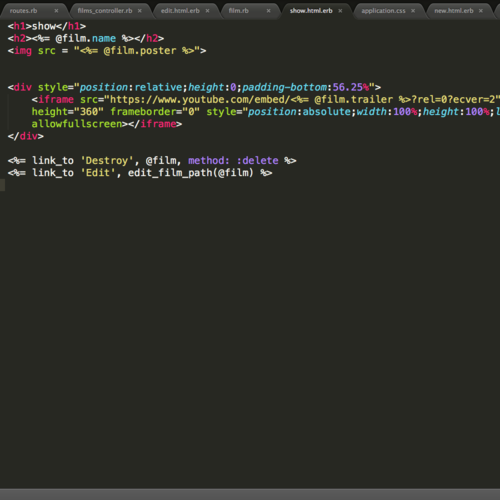 routes.rb × films_controller.rb × edit.html.erb × film.rb × show.html.erb × application.css × new.html.erb ×
<h1>show</h1>
<h2><%= @film.name %></h2>
<img src = "<%= @film.poster %>">
<div style="position:relative;height:0;padding-bottom:56.25%">
<iframe src="https://www.youtube.com/embed/<%= @film.trailer %>?rel=0?ecver=2"
height="360" frameborder="0" style="position:absolute;width:100%;height:100%;l
allowfullscreen></iframe>
</div>
<%= link_to 'Destroy', @film, method: :delete %>
<%= link_to 'Edit', edit_film_path(@film) %>